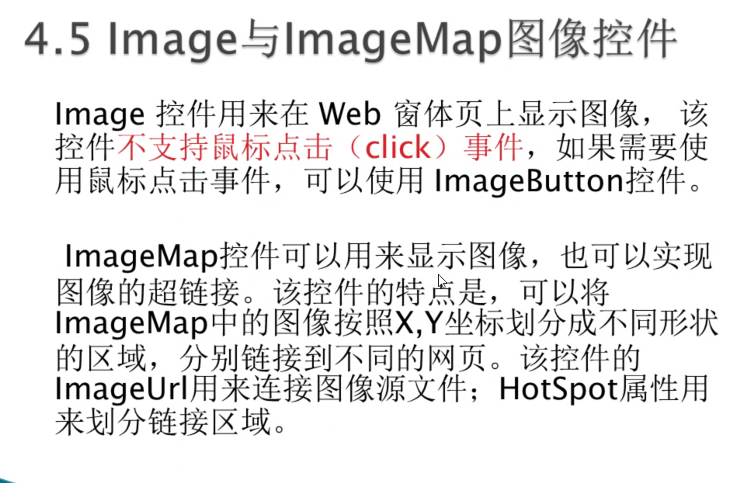 4.5 Image与ImageMap图像控件
Image 控件用来在 Web 窗体页上显示图像， 该
控件不支持鼠标点击（click）事件，如果需要使
用鼠标点击事件，可以使用 ImageButton控件。
ImageMap控件可以用来显示图像，也可以实现
图像的超链接。该控件的特点是，可以将
ImageMap中的图像按照X,Y坐标划分成不同形状
的区域，分别链接到不同的网页。该控件的
ImageUrl用来连接图像源文件；HotSpot属性用
来划分链接区域。